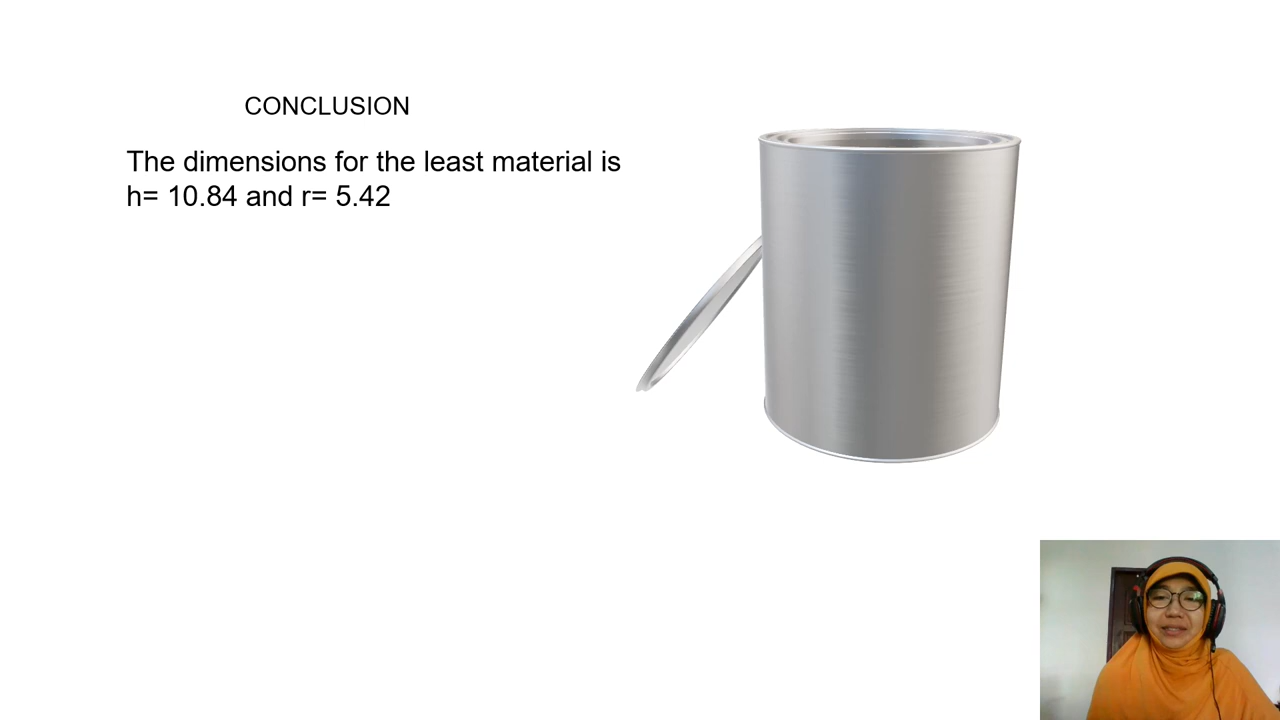 CONCLUSION
The dimensions for the least material is
h= 10.84 and r= 5.42